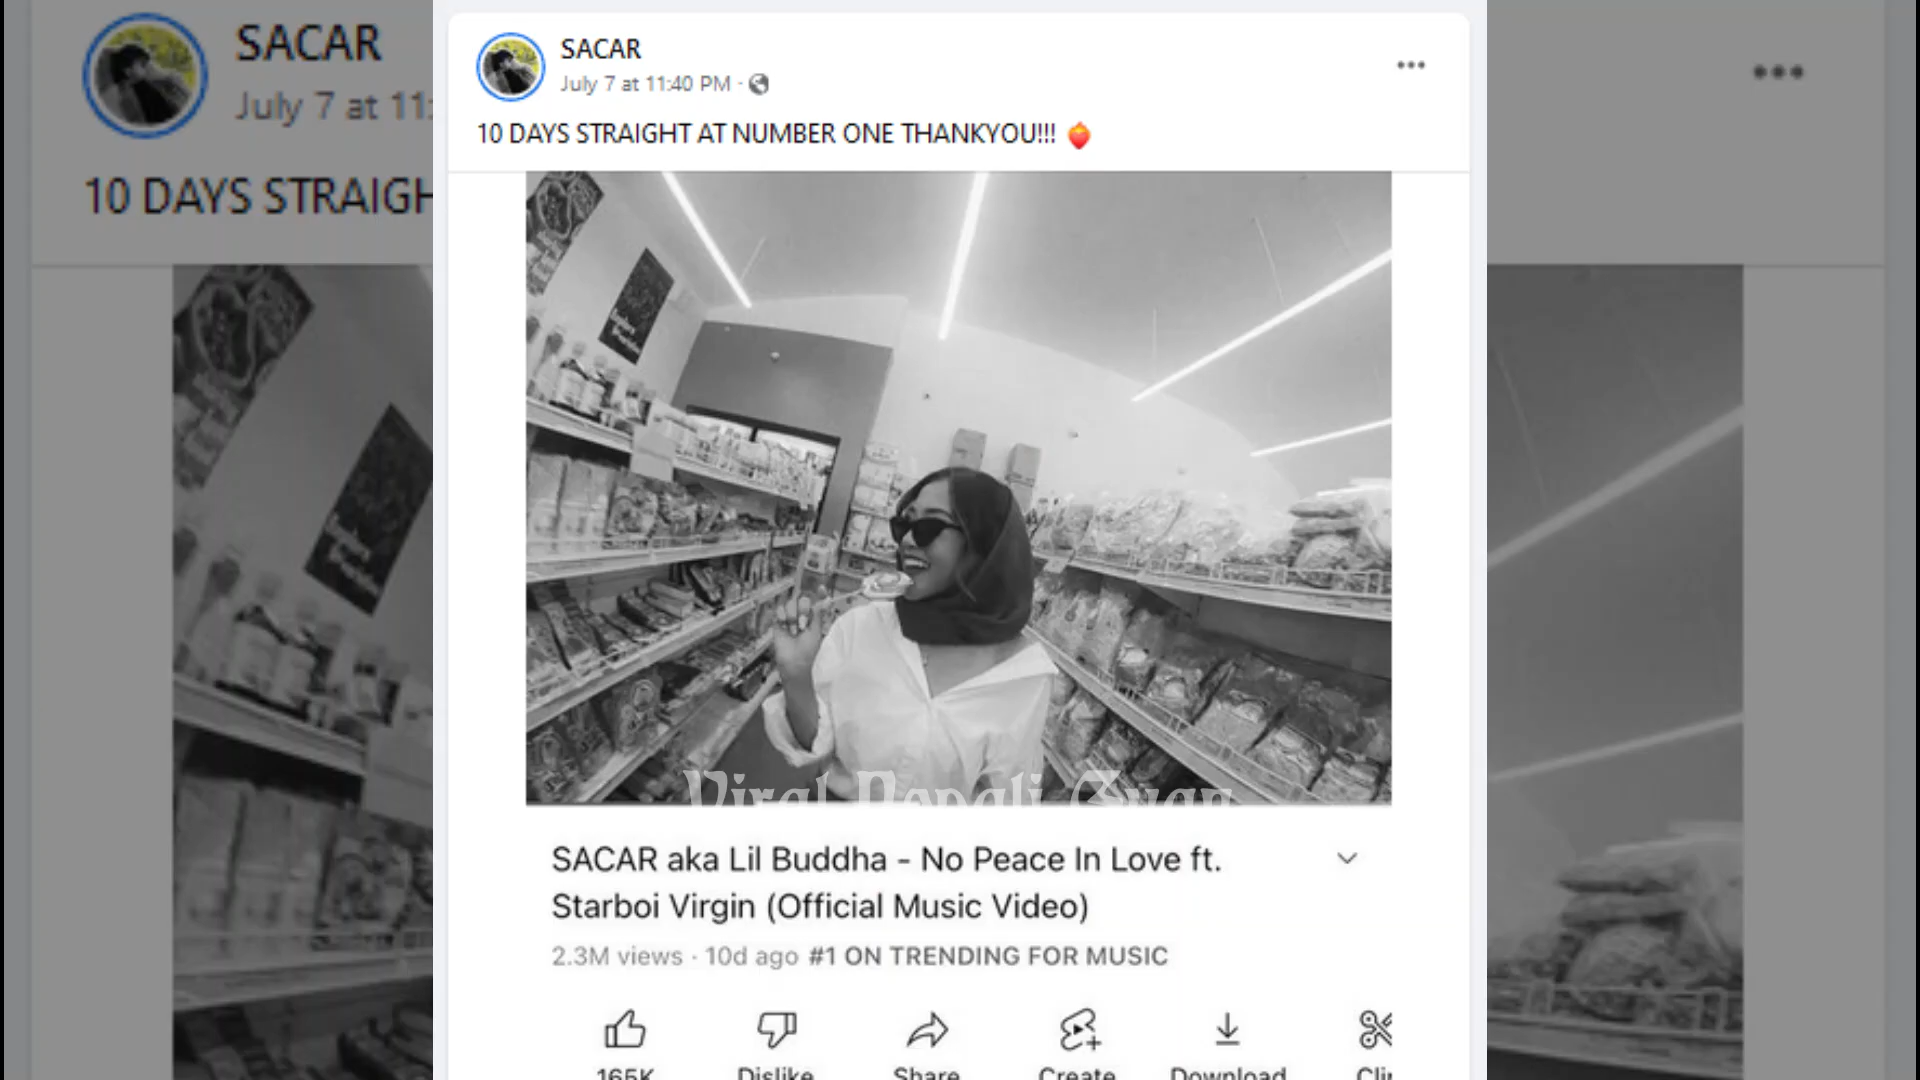 SACAR
July 7 at 11:
10 DAYS STRAIGH
SACAR
July 7 at 11:40 PM ·
10 DAYS STRAIGHT AT NUMBER ONE THANKYOU!!!
Viral Nepali Gyan
SACAR aka Lil Buddha - No Peace In Love ft.
Starboi Virgin (Official Music Video)
2.3M views · 10d ago #1 ON TRENDING FOR MUSIC
165K Dislike Share Create Download Clip